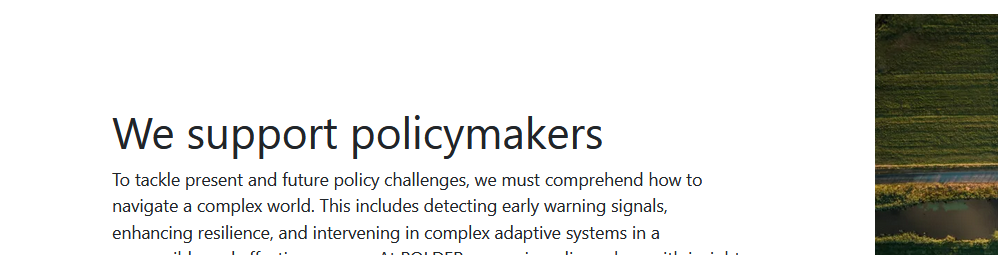 We support policymakers
To tackle present and future policy challenges, we must comprehend how to
navigate a complex world. This includes detecting early warning signals,
enhancing resilience, and intervening in complex adaptive systems in a